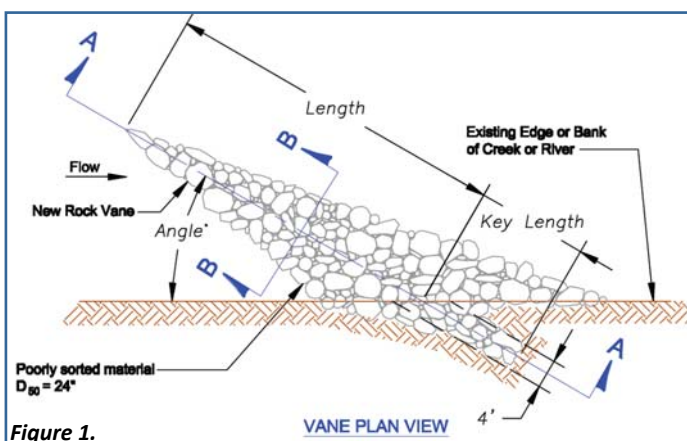 A
Length
Existing Edge or Bank
of Creek or River
B
Flow
New Rock Vane
Key Length
Angle°
B
A
Poorly sorted material
D50 = 24"
4'
Figure 1.
VANE PLAN VIEW